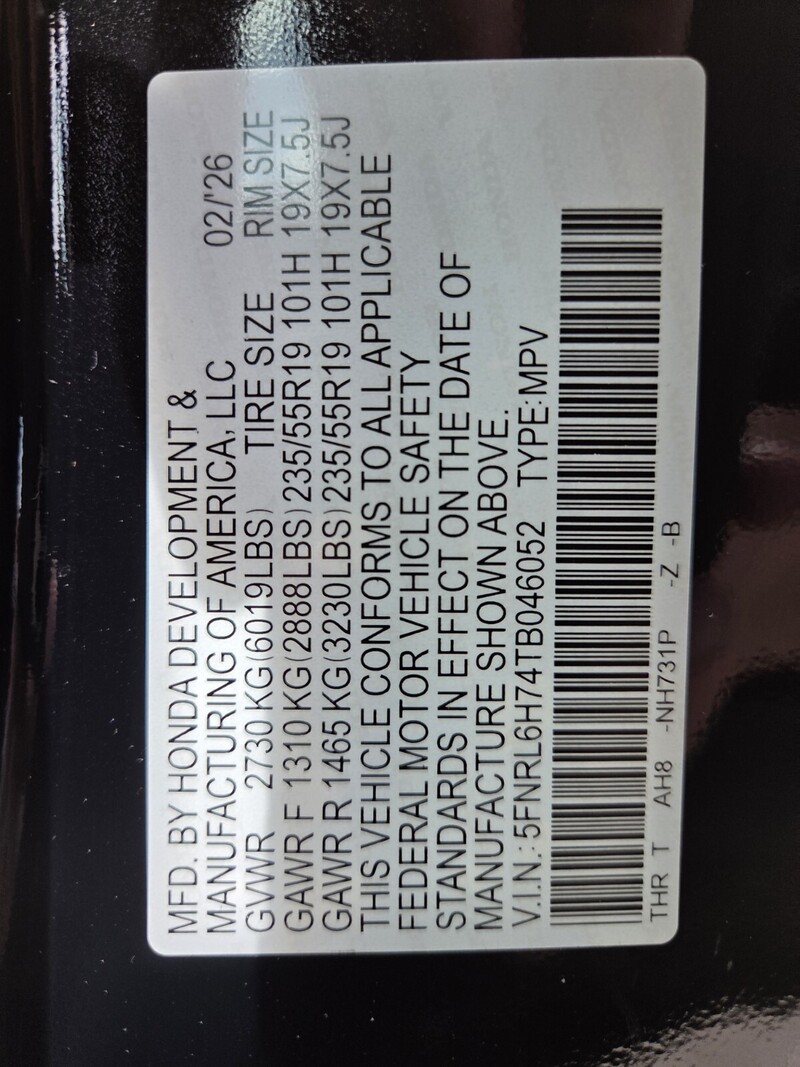 MFD. BY HONDA DEVELOPMENT &
MANUFACTURING OF AMERICA, LLC 02/'26
GVWR 2730 KG(6019LBS) TIRE SIZE RIM SIZE
GAWR F 1310 KG(2888LBS)235/55R19 101H 19X7.5J
GAWR R 1465 KG(3230LBS)235/55R19 101H 19X7.5J
THIS VEHICLE CONFORMS TO ALL APPLICABLE
FEDERAL MOTOR VEHICLE SAFETY
STANDARDS IN EFFECT ON THE DATE OF
MANUFACTURE SHOWN ABOVE.
V.I.N.: 5FNRL6H74TB046052 TYPE:MPV
THR T AH8 -NH731P -Z -B